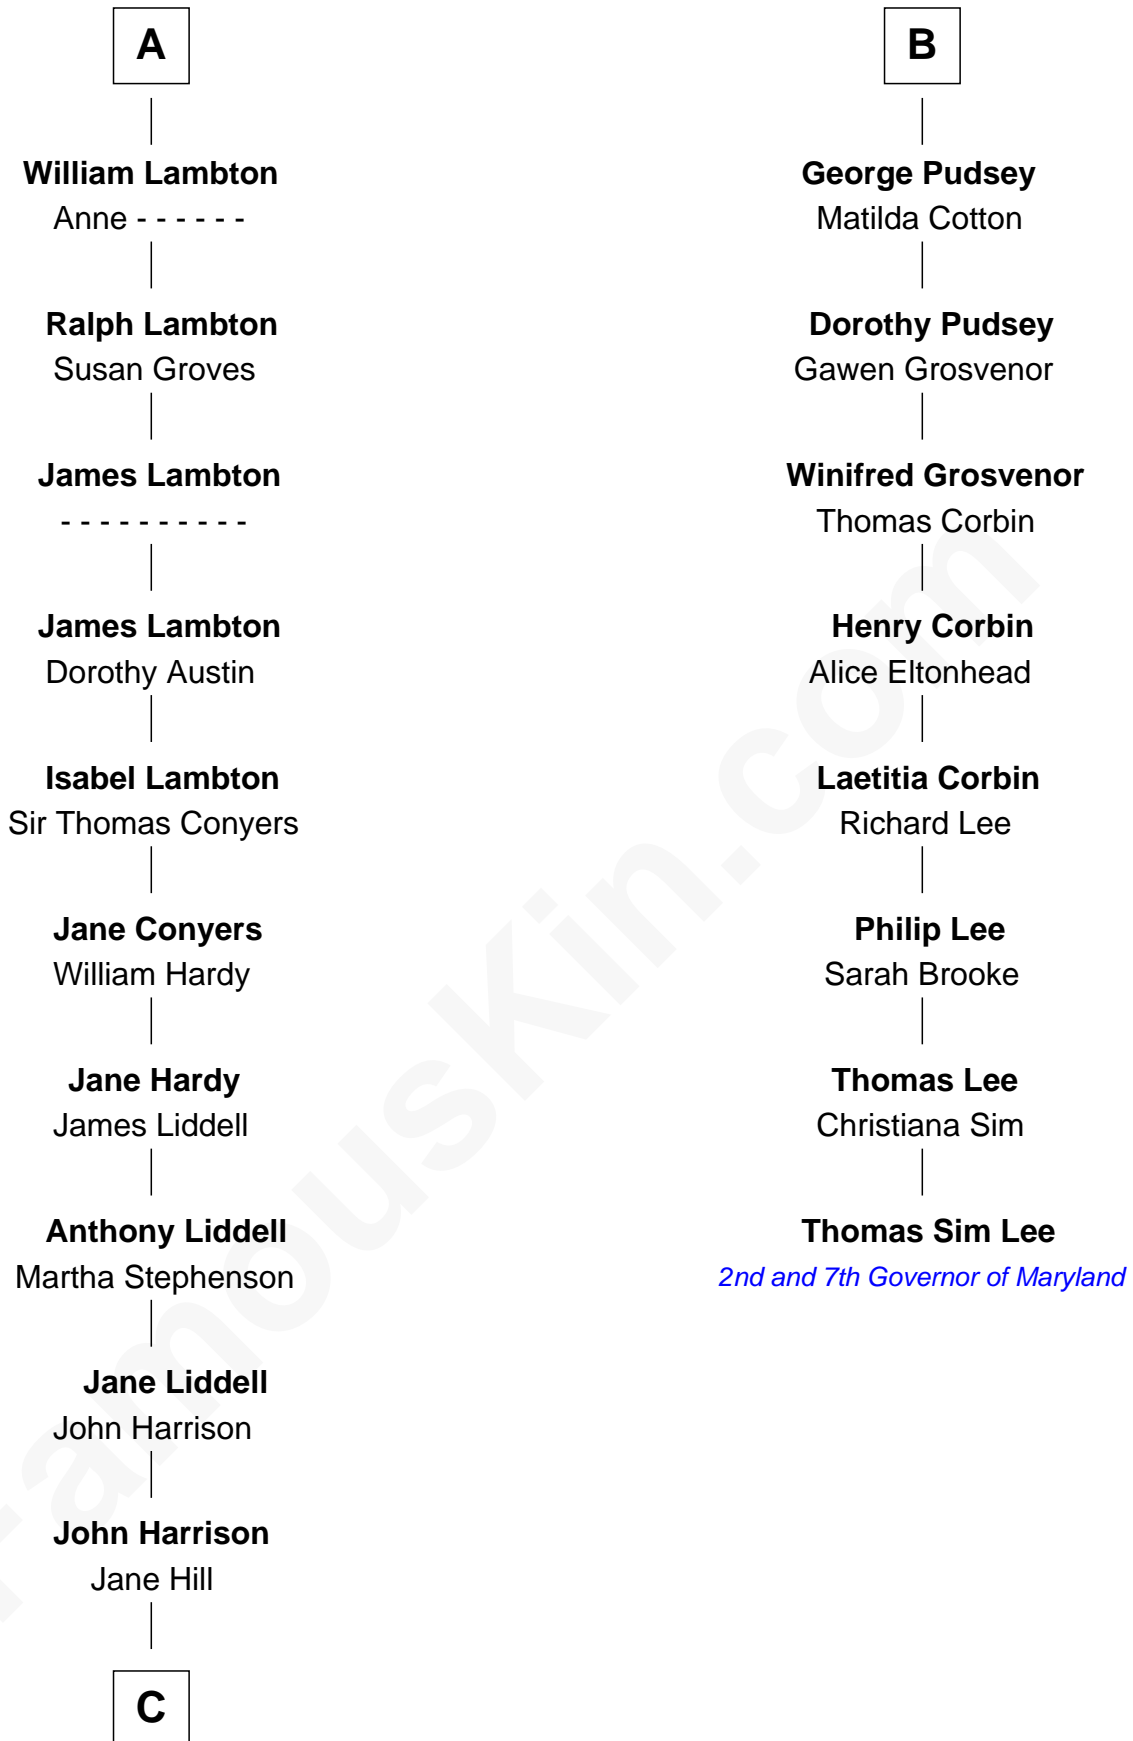 A
William Lambton
Anne - - - - - -
Ralph Lambton
Susan Groves
James Lambton
- - - - - - - - - -
James Lambton
Dorothy Austin
Isabel Lambton
Sir Thomas Conyers
Jane Conyers
William Hardy
Jane Hardy
James Liddell
Anthony Liddell
Martha Stephenson
Jane Liddell
John Harrison
John Harrison
Jane Hill
C
B
George Pudsey
Matilda Cotton
Dorothy Pudsey
Gawen Grosvenor
Winifred Grosvenor
Thomas Corbin
Henry Corbin
Alice Eltonhead
Laetitia Corbin
Richard Lee
Philip Lee
Sarah Brooke
Thomas Lee
Christiana Sim
Thomas Sim Lee
2nd and 7th Governor of Maryland
FamousKin.com